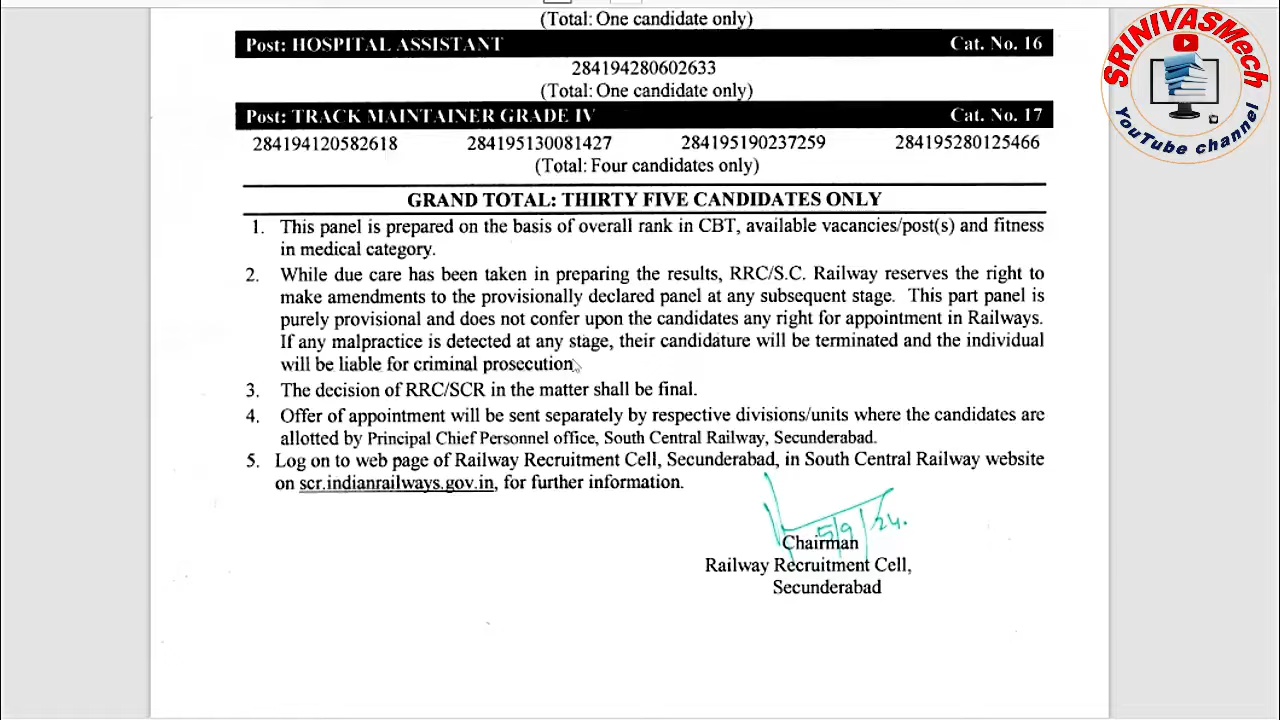 (Total: One candidate only)
Post: HOSPITAL ASSISTANT Cat. No. 16
284194280602633
(Total: One candidate only)
Post: TRACK MAINTAINER GRADE IV Cat. No. 17
284194120582618 284195130081427 284195190237259 284195280125466
(Total: Four candidates only)
GRAND TOTAL: THIRTY FIVE CANDIDATES ONLY
1. This panel is prepared on the basis of overall rank in CBT, available vacancies/post(s) and fitness
in medical category.
2. While due care has been taken in preparing the results, RRC/S.C. Railway reserves the right to
make amendments to the provisionally declared panel at any subsequent stage. This part panel is
purely provisional and does not confer upon the candidates any right for appointment in Railways.
If any malpractice is detected at any stage, their candidature will be terminated and the individual
will be liable for criminal prosecution
3. The decision of RRC/SCR in the matter shall be final.
4. Offer of appointment will be sent separately by respective divisions/units where the candidates are
allotted by Principal Chief Personnel office, South Central Railway, Secunderabad.
5. Log on to web page of Railway Recruitment Cell, Secunderabad, in South Central Railway website
on scr.indianrailways.gov.in, for further information.
5/9/24.
Chairman
Railway Recruitment Cell,
Secunderabad
SRINIVASMech
YouTube channel